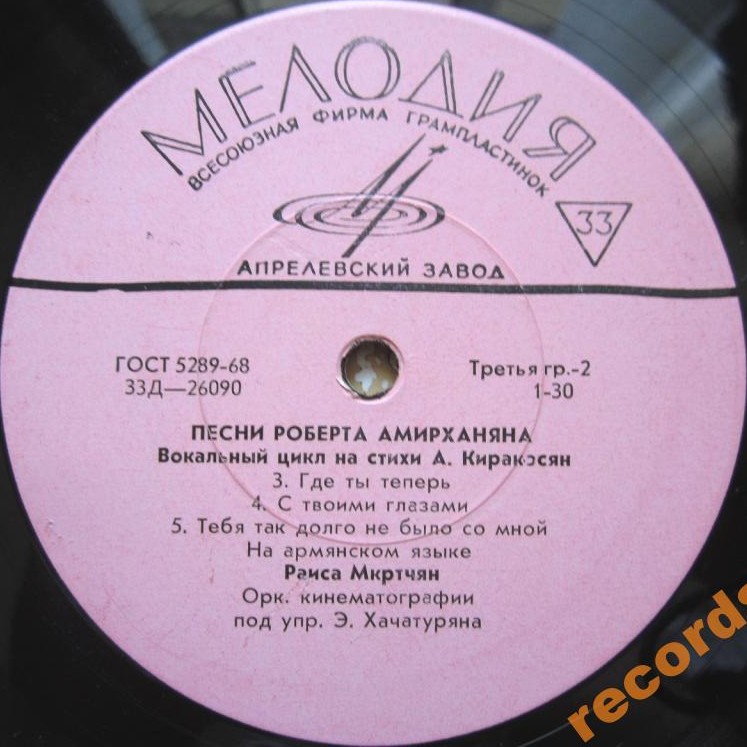 МЕЛОДИЯ
ВСЕСОЮЗНАЯ ФИРМА ГРАМПЛАСТИНОК
33
АПРЕЛЕВСКИЙ ЗАВОД
ГОСТ 5289-68
Третья гр.-2
33Д—26090
1-30
ПЕСНИ РОБЕРТА АМИРХАНЯНА
Вокальный цикл на стихи А. Киракосян
3. Где ты теперь
4. С твоими глазами
5. Тебя так долго не было со мной
На армянском языке
Раиса Мкртчян
Орк. кинематографии
под упр. Э. Хачатуряна
records